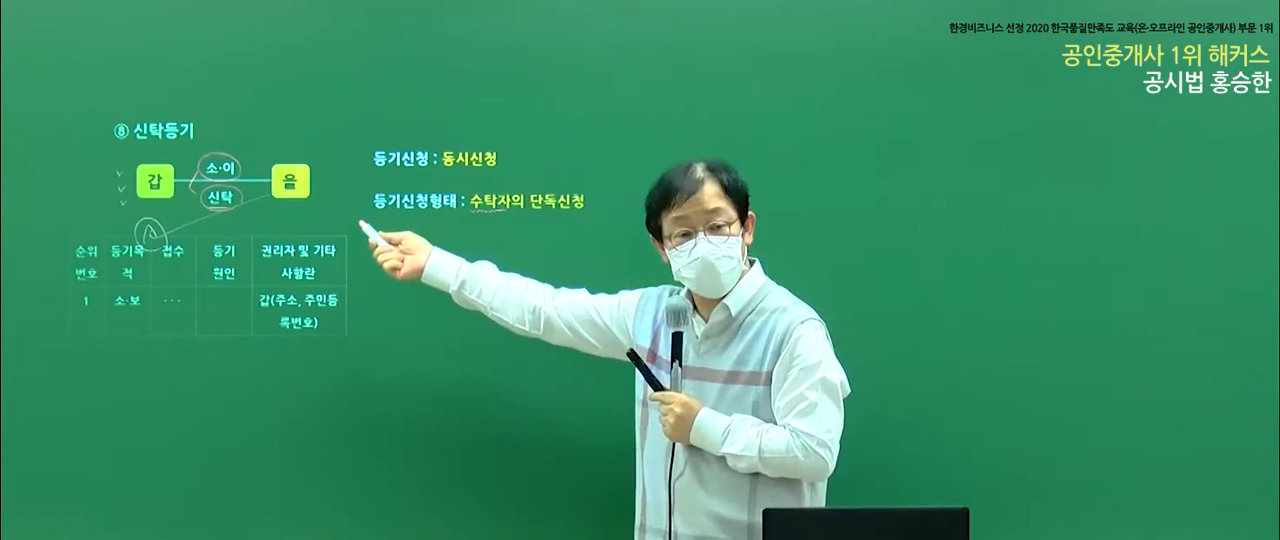 한경비즈니스 선정 2020 한국품질만족도 교육(온·오프라인 공인중개사) 부문 1위
공인중개사 1위 해커스
공시법 홍승한
⑧ 신탁등기
갑 소·이 을
신탁
등기신청 : 동시신청
등기신청형태 : 수탁자의 단독신청
순위 등기목 접수 등기 권리자 및 기타
번호 적 원인 사항란
1 소·보 ··· 갑(주소, 주민등
록번호)